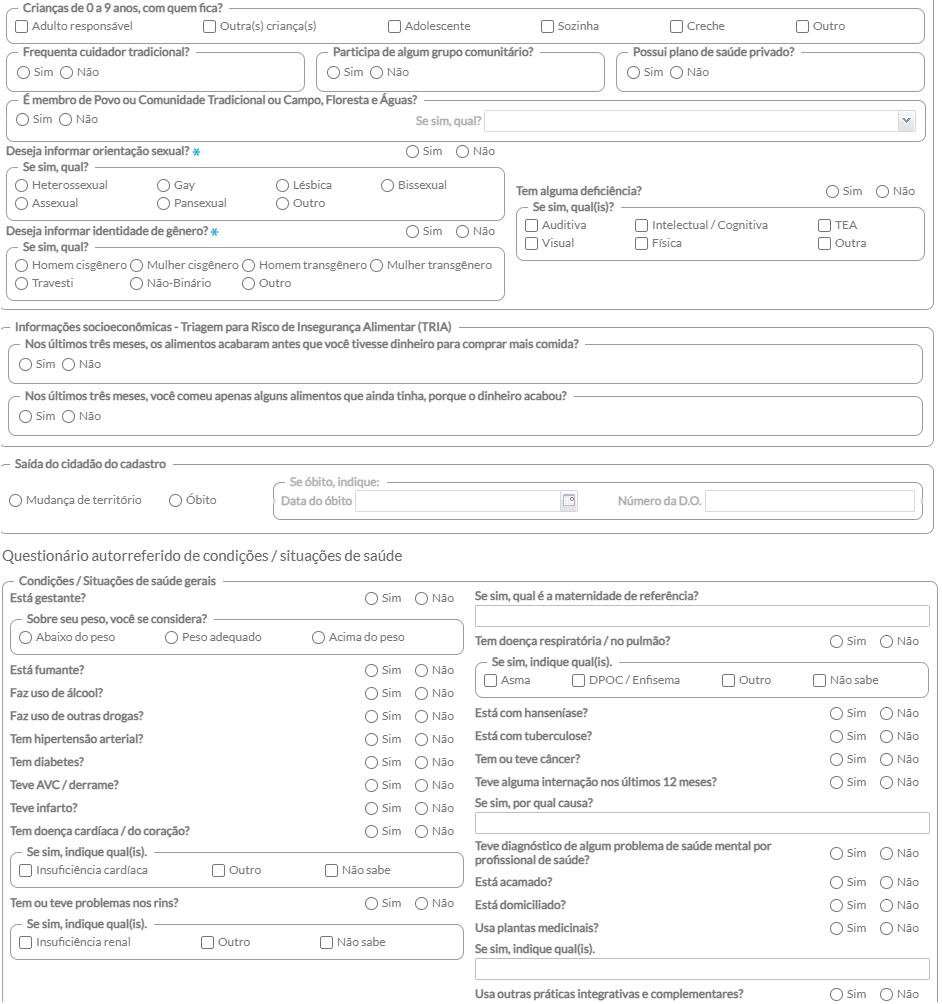 Crianças de 0 a 9 anos, com quem fica?
Adulto responsável Outra(s) criança(s) Adolescente Sozinha Creche Outro
Frequenta cuidador tradicional? Participa de algum grupo comunitário? Possui plano de saúde privado?
Sim Não Sim Não Sim Não
É membro de Povo ou Comunidade Tradicional ou Campo, Floresta e Águas?
Sim Não Se sim, qual?
Deseja informar orientação sexual? * Sim Não
Se sim, qual?
Heterossexual Gay Lésbica Bissexual
Assexual Pansexual Outro
Tem alguma deficiência? Sim Não
Se sim, qual(is)?
Auditiva Intelectual / Cognitiva TEA
Visual Física Outra
Deseja informar identidade de gênero? * Sim Não
Se sim, qual?
Homem cisgênero Mulher cisgênero Homem transgênero Mulher transgênero
Travesti Não-Binário Outro
Informações socioeconômicas - Triagem para Risco de Insegurança Alimentar (TRIA)
Nos últimos três meses, os alimentos acabaram antes que você tivesse dinheiro para comprar mais comida?
Sim Não
Nos últimos três meses, você comeu apenas alguns alimentos que ainda tinha, porque o dinheiro acabou?
Sim Não
Saída do cidadão do cadastro
Mudança de território Óbito
Se óbito, indique:
Data do óbito Número da D.O.
Questionário autorreferido de condições / situações de saúde
Condições / Situações de saúde gerais
Está gestante? Sim Não
Sobre seu peso, você se considera?
Abaixo do peso Peso adequado Acima do peso
Está fumante? Sim Não
Faz uso de álcool? Sim Não
Faz uso de outras drogas? Sim Não
Tem hipertensão arterial? Sim Não
Tem diabetes? Sim Não
Teve AVC / derrame? Sim Não
Teve infarto? Sim Não
Tem doença cardíaca / do coração? Sim Não
Se sim, indique qual(is).
Insuficiência cardíaca Outro Não sabe
Tem ou teve problemas nos rins? Sim Não
Se sim, indique qual(is).
Insuficiência renal Outro Não sabe
Se sim, qual é a maternidade de referência?
Tem doença respiratória / no pulmão? Sim Não
Se sim, indique qual(is).
Asma DPOC / Enfisema Outro Não sabe
Está com hanseníase? Sim Não
Está com tuberculose? Sim Não
Tem ou teve câncer? Sim Não
Teve alguma internação nos últimos 12 meses? Sim Não
Se sim, por qual causa?
Teve diagnóstico de algum problema de saúde mental por
profissional de saúde? Sim Não
Está acamado? Sim Não
Está domiciliado? Sim Não
Usa plantas medicinais? Sim Não
Se sim, indique qual(is).
Usa outras práticas integrativas e complementares? Sim Não